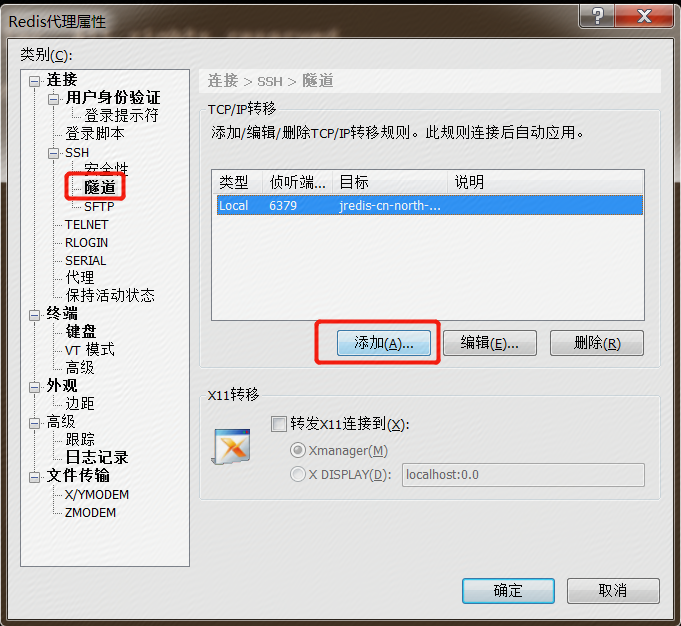 Redis代理属性
类别(C):
连接
用户身份验证
登录提示符
登录脚本
SSH
安全性
隧道
SFTP
TELNET
RLOGIN
SERIAL
代理
保持活动状态
终端
键盘
VT 模式
高级
外观
边距
高级
跟踪
日志记录
文件传输
X/YMODEM
ZMODEM
连接 > SSH > 隧道
TCP/IP转移
添加/编辑/删除TCP/IP转移规则。此规则连接后自动应用。
类型 侦听端... 目标 说明
Local 6379 jredis-cn-north-...
添加(A)... 编辑(E)... 删除(R)
X11转移
转发X11连接到(X):
Xmanager(M)
X DISPLAY(D): localhost:0.0
确定 取消